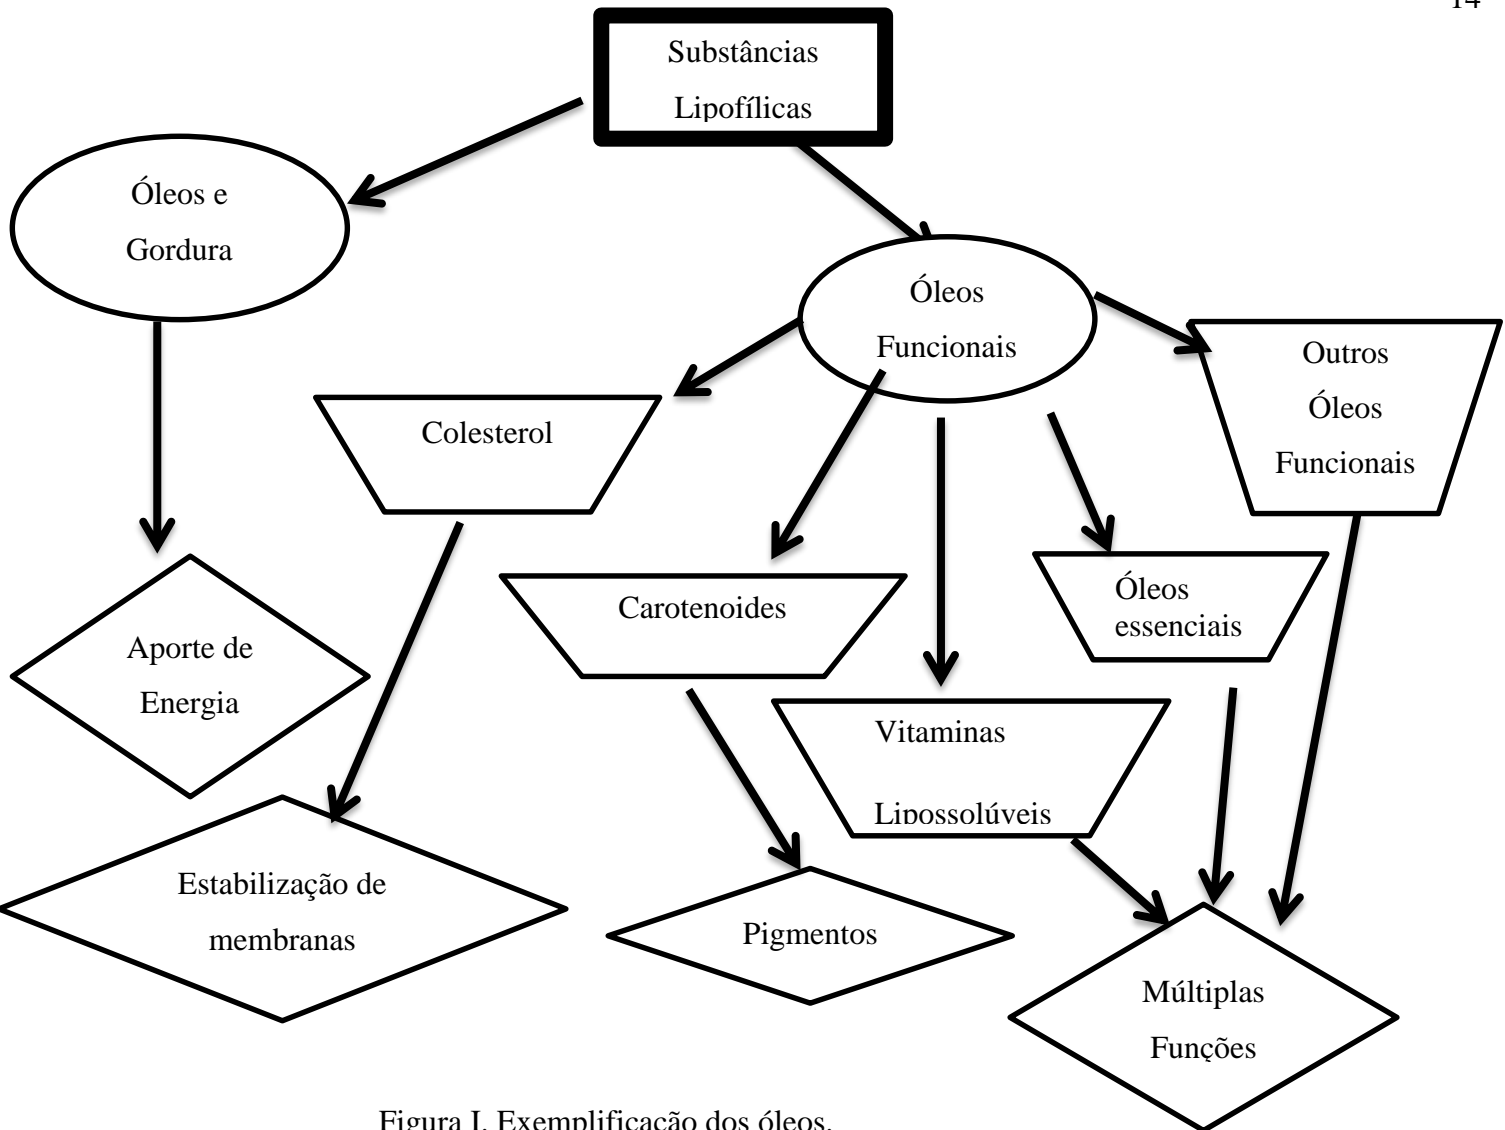 14
Substâncias
Lipofílicas
Óleos e
Gordura
Óleos
Funcionais
Outros
Óleos
Funcionais
Colesterol
Carotenoides
Óleos
essenciais
Aporte de
Energia
Vitaminas
Lipossolúveis
Estabilização de
membranas
Pigmentos
Múltiplas
Funções
Figura I. Exemplificação dos óleos.